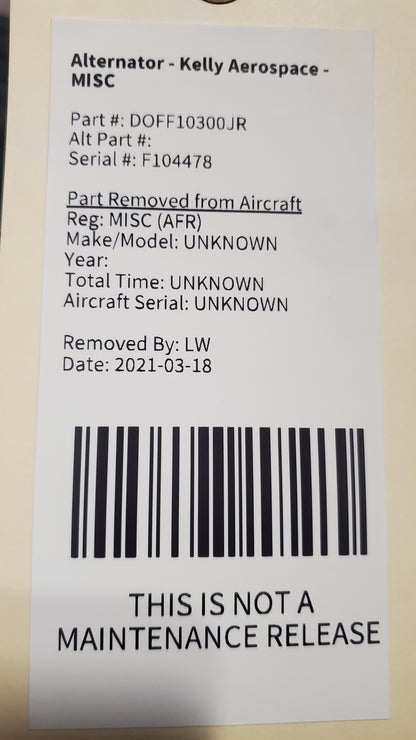 Alternator - Kelly Aerospace -
MISC
Part #: DOFF10300JR
Alt Part #:
Serial #: F104478
Part Removed from Aircraft
Reg: MISC (AFR)
Make/Model: UNKNOWN
Year:
Total Time: UNKNOWN
Aircraft Serial: UNKNOWN
Removed By: LW
Date: 2021-03-18
THIS IS NOT A
MAINTENANCE RELEASE